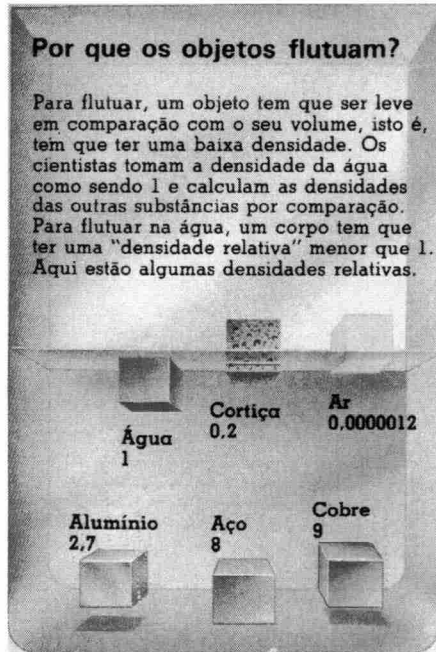 Por que os objetos flutuam?
Para flutuar, um objeto tem que ser leve
em comparação com o seu volume, isto é,
tem que ter uma baixa densidade. Os
cientistas tomam a densidade da água
como sendo 1 e calculam as densidades
das outras substâncias por comparação.
Para flutuar na água, um corpo tem que
ter uma "densidade relativa" menor que 1.
Aqui estão algumas densidades relativas.
Água
1
Cortiça
0,2
Ar
0,0000012
Alumínio
2,7
Aço
8
Cobre
9